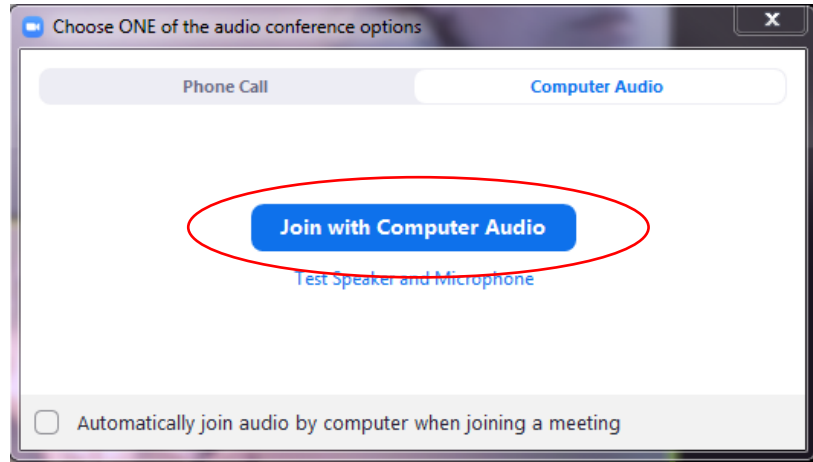 Choose ONE of the audio conference options
Phone Call
Computer Audio
Join with Computer Audio
Test Speaker and Microphone
Automatically join audio by computer when joining a meeting